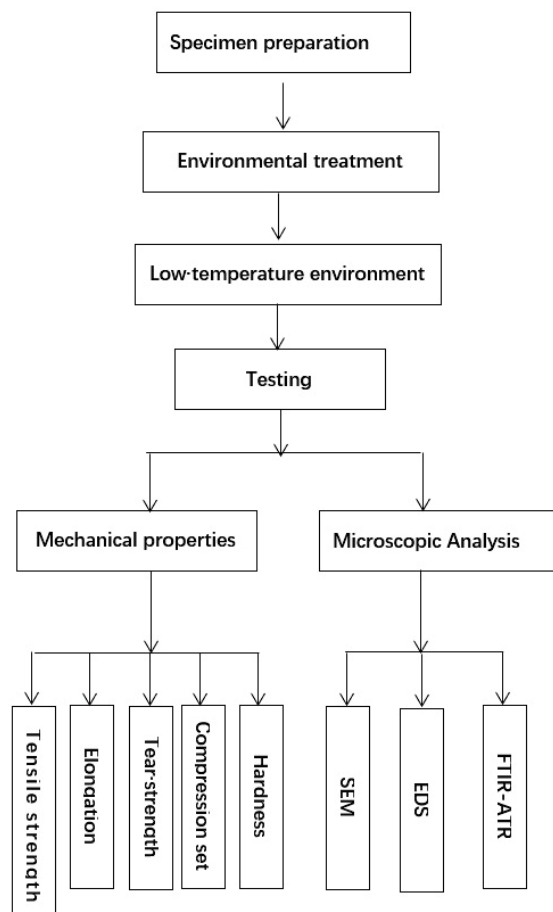 Specimen preparation
Environmental treatment
Low-temperature environment
Testing
Mechanical properties
Microscopic Analysis
Tensile strength
Elongation
Tear-strength
Compression set
Hardness
SEM
EDS
FTIR-ATR